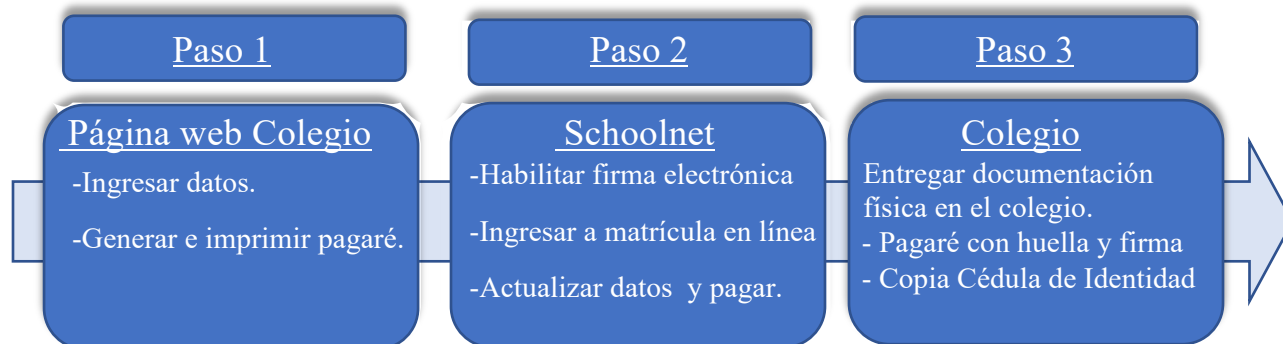 Paso 1
Página web Colegio
-Ingresar datos.
-Generar e imprimir pagaré.
Paso 2
Schoolnet
-Habilitar firma electrónica
-Ingresar a matrícula en línea
-Actualizar datos  y pagar.
Paso 3
Colegio
Entregar documentación
física en el colegio.
- Pagaré con huella y firma
- Copia Cédula de Identidad